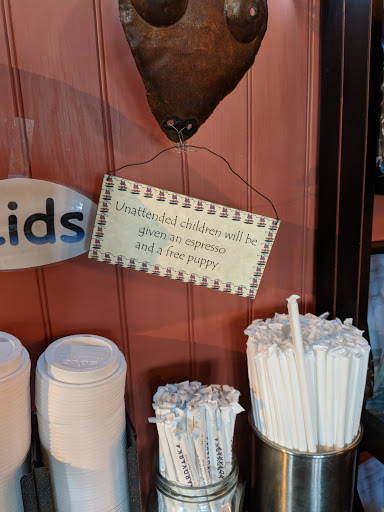 Lids
Unattended children will be
given an espresso
and a free puppy